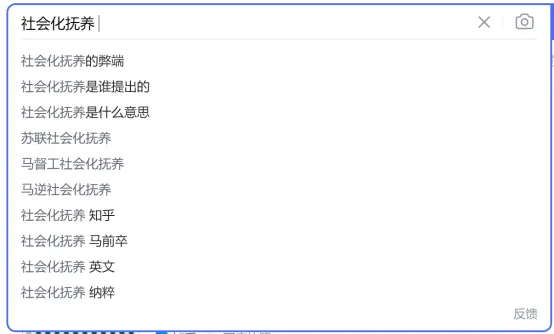 社会化抚养
社会化抚养的弊端
社会化抚养是谁提出的
社会化抚养是什么意思
苏联社会化抚养
马督工社会化抚养
马逆社会化抚养
社会化抚养 知乎
社会化抚养 马前卒
社会化抚养 英文
社会化抚养 纳粹
反馈